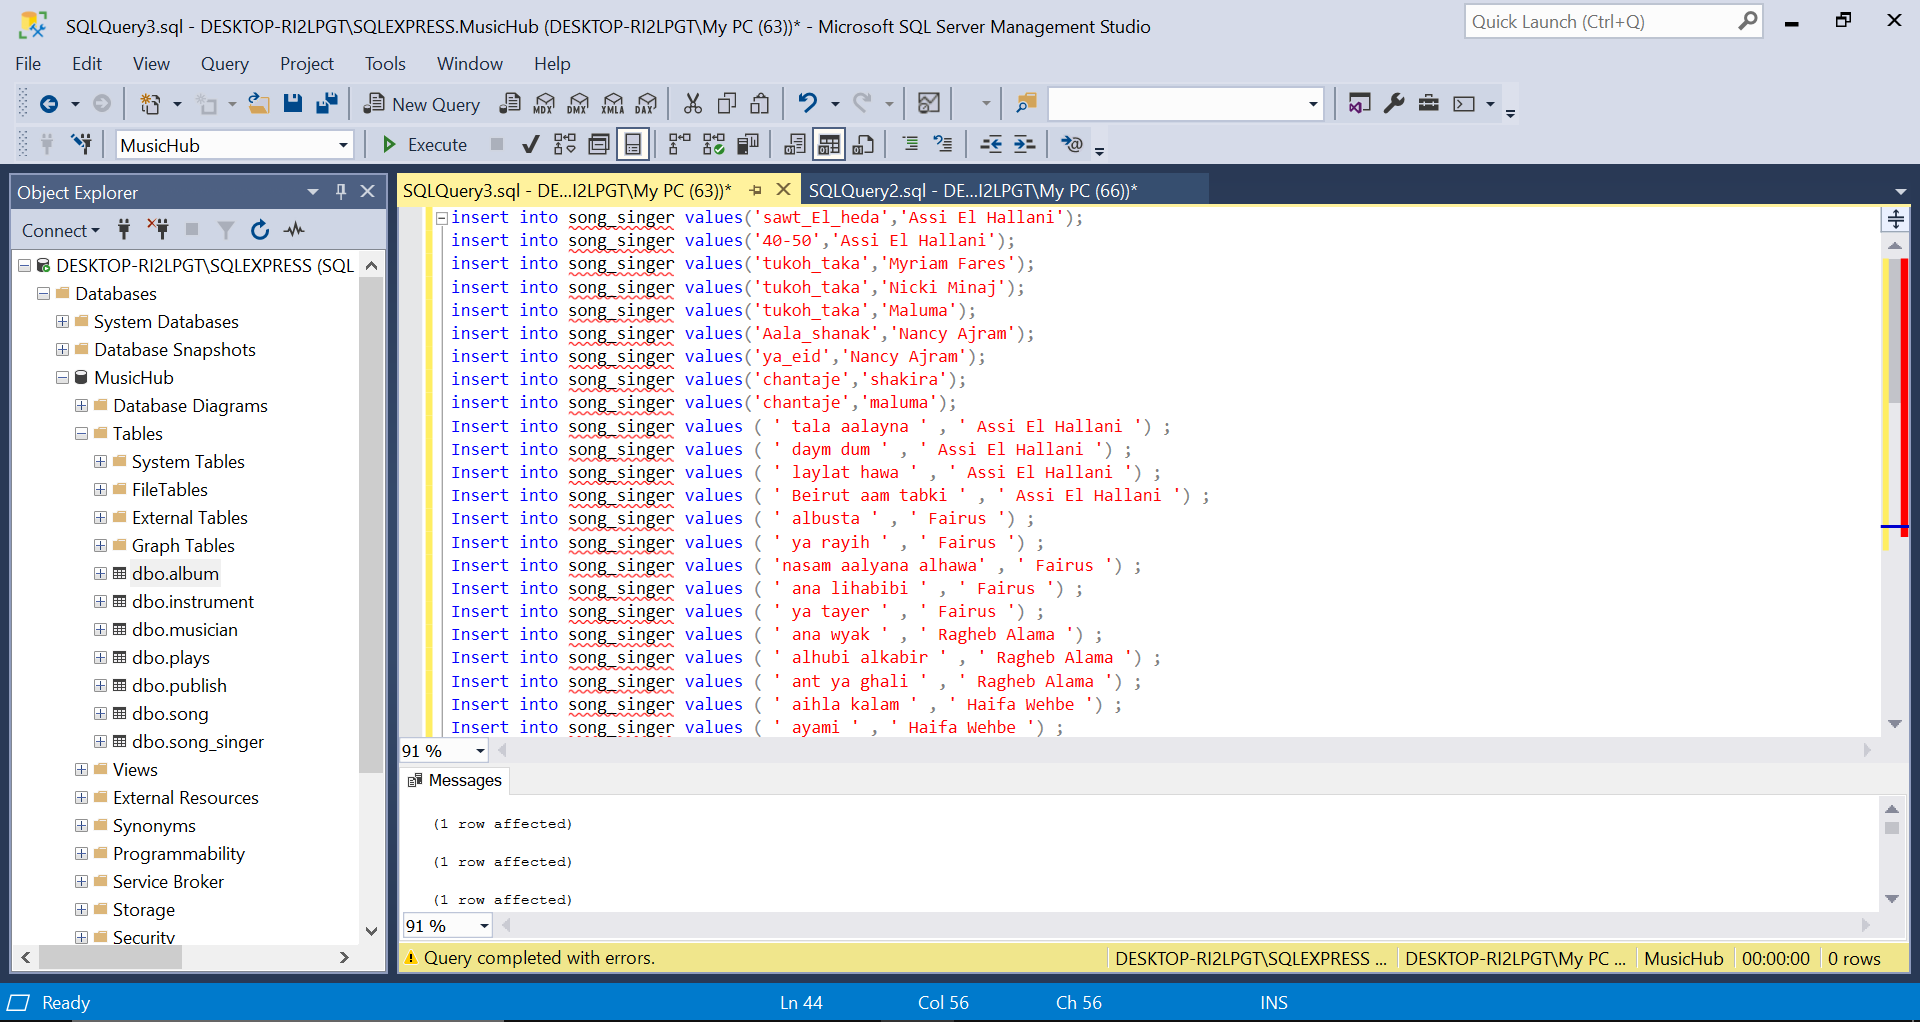 SQLQuery3.sql - DESKTOP-RI2LPGT\SQLEXPRESS.MusicHub (DESKTOP-RI2LPGT\My PC (63))* - Microsoft SQL Server Management Studio
Quick Launch (Ctrl+Q)
File Edit View Query Project Tools Window Help
New Query MDX DMX XMLA DAX
MusicHub Execute
Object Explorer
SQLQuery3.sql - DE...I2LPGT\My PC (63))* SQLQuery2.sql - DE...I2LPGT\My PC (66))*
Connect
DESKTOP-RI2LPGT\SQLEXPRESS (SQL
Databases
System Databases
Database Snapshots
MusicHub
Database Diagrams
Tables
System Tables
FileTables
External Tables
Graph Tables
dbo.album
dbo.instrument
dbo.musician
dbo.plays
dbo.publish
dbo.song
dbo.song_singer
Views
External Resources
Synonyms
Programmability
Service Broker
Storage
Security
insert into song_singer values('sawt_El_heda','Assi El Hallani');
insert into song_singer values('40-50','Assi El Hallani');
insert into song_singer values('tukoh_taka','Myriam Fares');
insert into song_singer values('tukoh_taka','Nicki Minaj');
insert into song_singer values('tukoh_taka','Maluma');
insert into song_singer values('Aala_shanak','Nancy Ajram');
insert into song_singer values('ya_eid','Nancy Ajram');
insert into song_singer values('chantaje','shakira');
insert into song_singer values('chantaje','maluma');
Insert into song_singer values ( ' tala aalayna ' , ' Assi El Hallani ') ;
Insert into song_singer values ( ' daym dum ' , ' Assi El Hallani ') ;
Insert into song_singer values ( ' laylat hawa ' , ' Assi El Hallani ') ;
Insert into song_singer values ( ' Beirut aam tabki ' , ' Assi El Hallani ') ;
Insert into song_singer values ( ' albusta ' , ' Fairus ') ;
Insert into song_singer values ( ' ya rayih ' , ' Fairus ') ;
Insert into song_singer values ( 'nasam aalyana alhawa' , ' Fairus ') ;
Insert into song_singer values ( ' ana lihabibi ' , ' Fairus ') ;
Insert into song_singer values ( ' ya tayer ' , ' Fairus ') ;
Insert into song_singer values ( ' ana wyak ' , ' Ragheb Alama ') ;
Insert into song_singer values ( ' alhubi alkabir ' , ' Ragheb Alama ') ;
Insert into song_singer values ( ' ant ya ghali ' , ' Ragheb Alama ') ;
Insert into song_singer values ( ' aihla kalam ' , ' Haifa Wehbe ') ;
Insert into song_singer values ( ' ayami ' , ' Haifa Wehbe ') ;
91 %
Messages
(1 row affected)
(1 row affected)
(1 row affected)
91 %
Query completed with errors. DESKTOP-RI2LPGT\SQLEXPRESS ... DESKTOP-RI2LPGT\My PC ... MusicHub 00:00:00 0 rows
Ready Ln 44 Col 56 Ch 56 INS